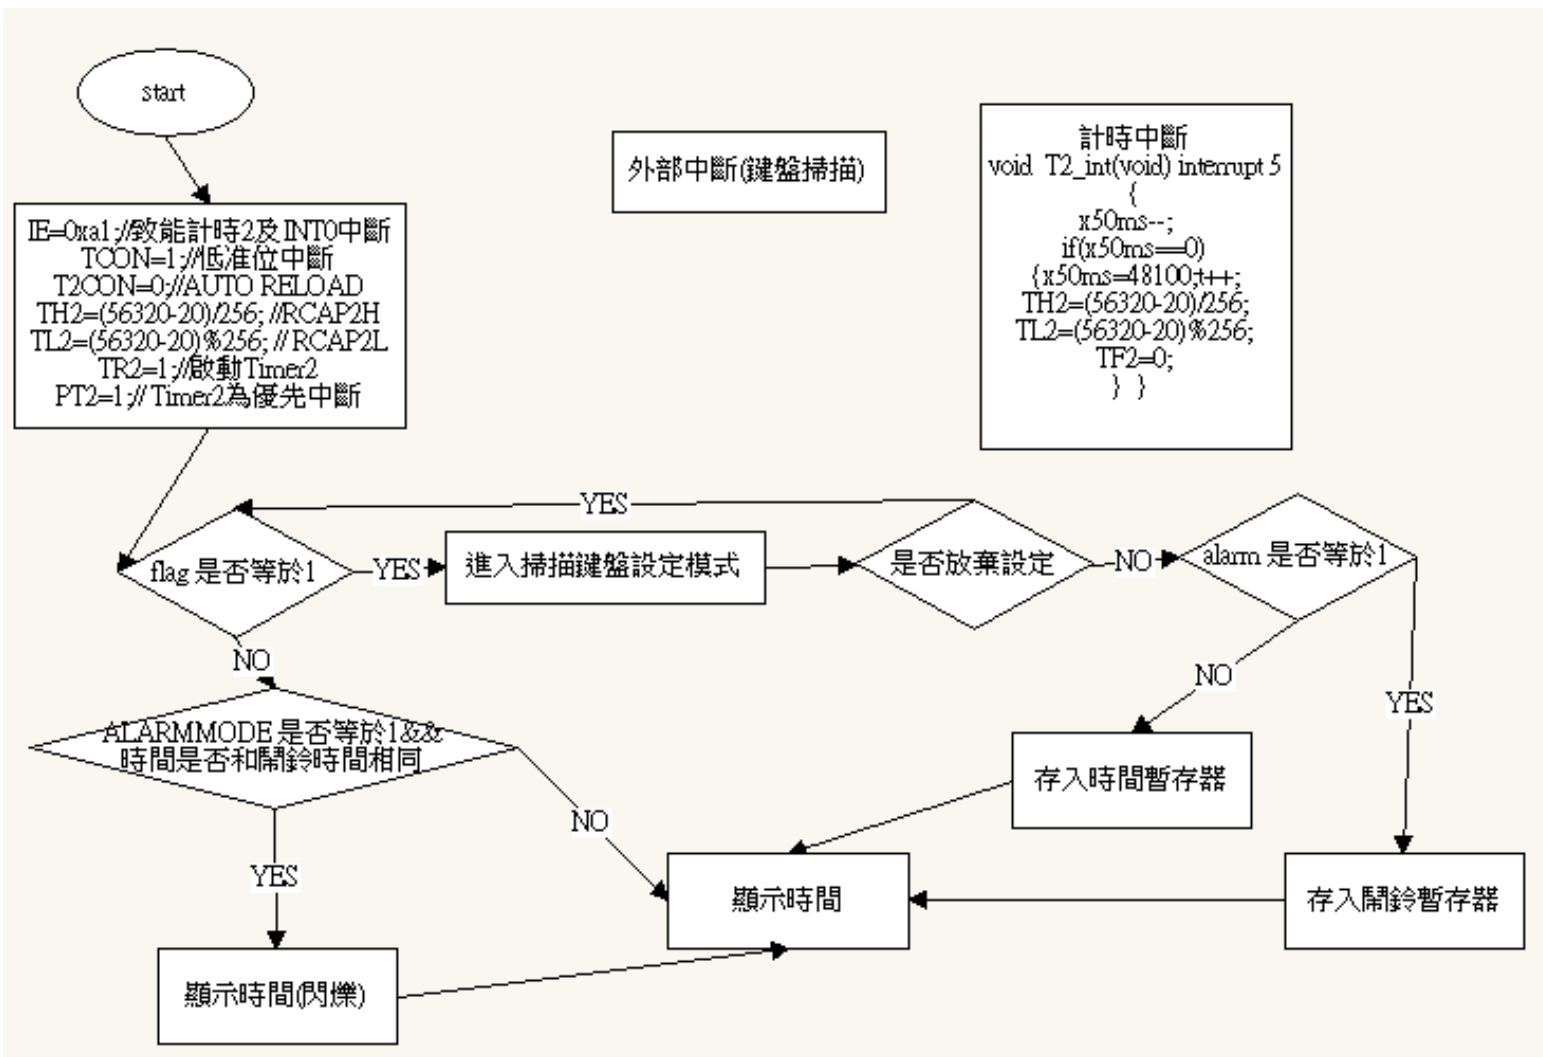 start
外部中斷(鍵盤掃描)
計時中斷
void T2_int(void) interrupt 5
{
x50ms--;
if(x50ms==0)
{x50ms=48100;t++;
TH2=(56320-20)/256;
TL2=(56320-20)%256;
TF2=0;
} }
IE=0xa1;//致能計時2及INT0中斷
TCON=1;//低准位中斷
T2CON=0;//AUTO RELOAD
TH2=(56320-20)/256; //RCAP2H
TL2=(56320-20)%256; // RCAP2L
TR2=1;//啟動Timer2
PT2=1;// Timer2為優先中斷
YES
flag 是否等於1
YES
進入掃描鍵盤設定模式
是否放棄設定
NO
alarm 是否等於1
NO
NO
YES
ALARMMODE 是否等於1&&
時間是否和鬧鈴時間相同
存入時間暫存器
NO
YES
顯示時間
存入鬧鈴暫存器
顯示時間(閃爍)